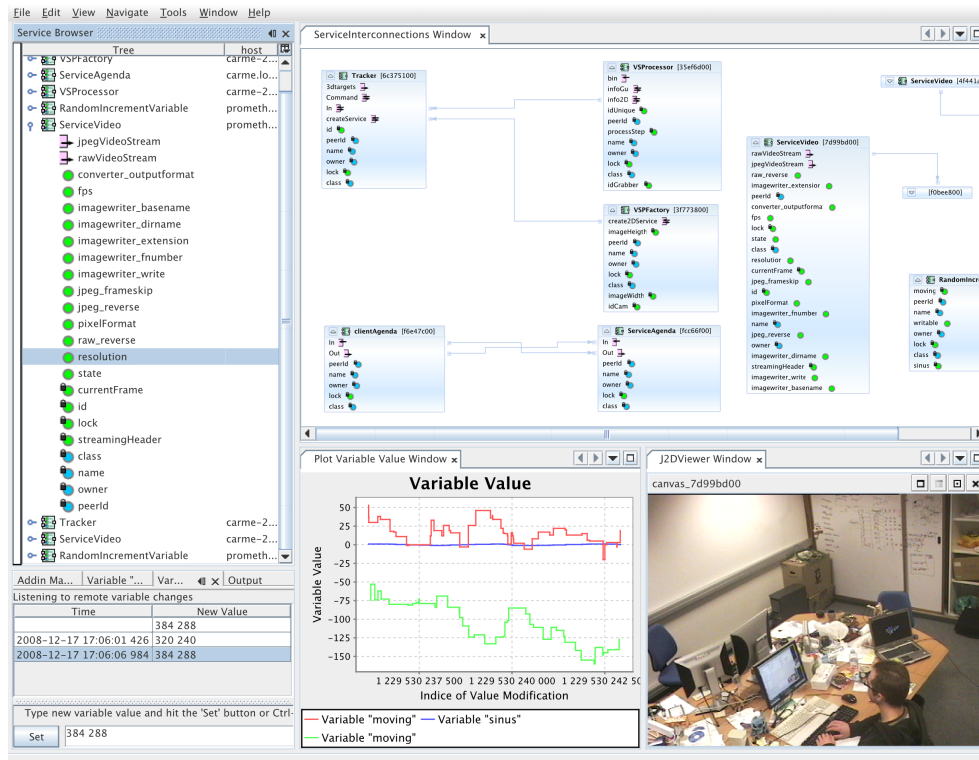 File Edit View Navigate Tools Window Help
Service Browser
Tree host
VSPFactory carme-2...
ServiceAgenda carme.lo...
VSPProcessor carme-2...
RandomIncrementVariable prometh...
ServiceVideo prometh...
jpegVideoStream
rawVideoStream
converter_outputformat
fps
imagewriter_basename
imagewriter_dirname
imagewriter_extension
imagewriter_fnumber
imagewriter_write
jpeg_frameskip
jpeg_reverse
pixelFormat
raw_reverse
resolution
state
currentFrame
id
lock
streamingHeader
class
name
owner
peerId
Tracker carme-2...
ServiceVideo carme-2...
RandomIncrementVariable prometh...
Addin Ma... Variable "... Var... Output
Listening to remote variable changes
Time New Value
384 288
2008-12-17 17:06:01 426 320 240
2008-12-17 17:06:06 984 384 288
Type new variable value and hit the 'Set' button or Ctrl-
Set 384 288
ServiceInterconnections Window
Tracker [6c375100]
3dtargets
Command
In
createService
id
peerId
name
owner
lock
class
VSProcessor [35ef6d00]
bin
infoGu
info2D
idUnique
peerId
processStep
name
owner
lock
class
idGrabber
VSPFactory [3f773800]
create2DService
imageHeigth
peerId
name
owner
lock
class
imageWidth
idCam
clientAgenda [f6e47c00]
In
Out
peerId
name
owner
lock
class
ServiceAgenda [fcc66f00]
In
Out
peerId
name
owner
lock
class
ServiceVideo [7d99bd00]
rawVideoStream
jpegVideoStream
raw_reverse
imagewriter_extensior
peerId
converter_outputforma
fps
lock
state
class
resolutior
currentFrame
jpeg_frameskip
id
pixelFormat
imagewriter_fnumber
name
jpeg_reverse
owner
imagewriter_dirname
streamingHeader
imagewriter_write
imagewriter_basename
ServiceVideo [4f441a
[f0bee800]
RandomIncre
moving
peerId
name
writable
owner
lock
class
sinus
Plot Variable Value Window
Variable Value
Variable Value
50
25
0
−25
−50
−75
−100
−125
−150
1 229 530 237 500 1 229 530 240 000 1 229 530 242 50
Indice of Value Modification
Variable "moving" Variable "sinus"
Variable "moving"
J2DViewer Window
canvas_7d99bd00